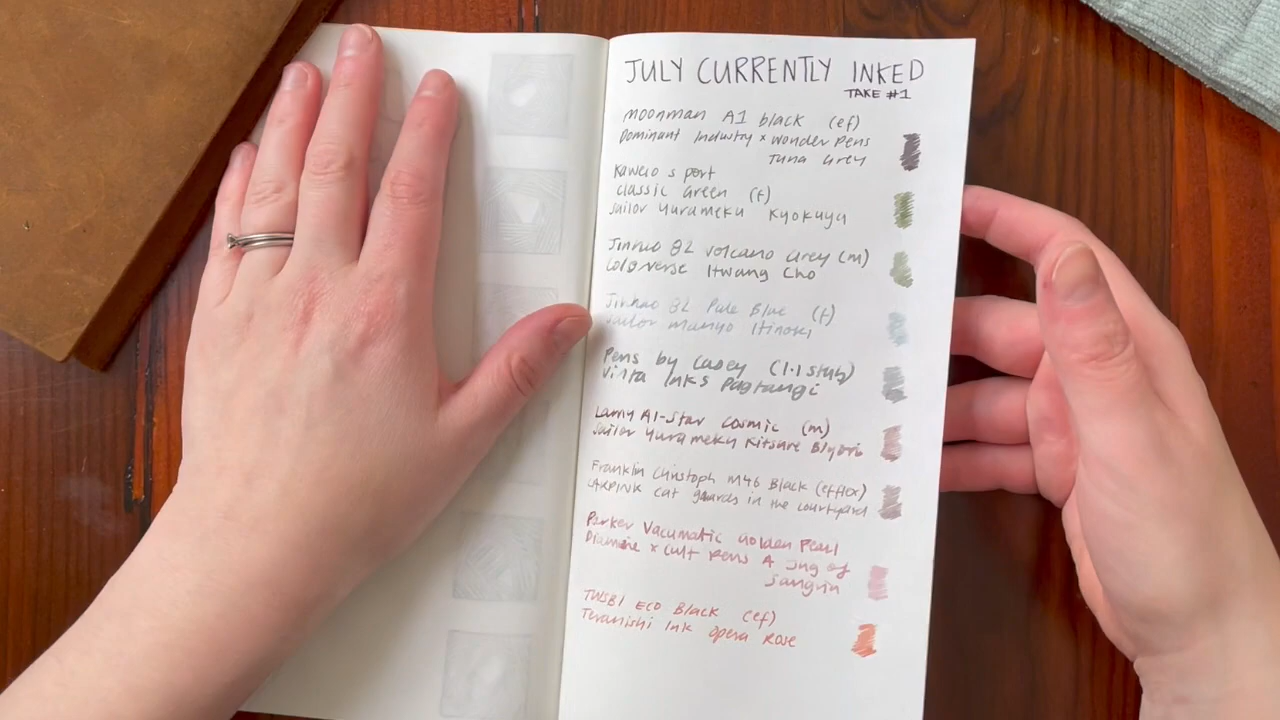 JULY CURRENTLY INKED
TAKE #1
Moonman A1 black (ef)
Dominant Industry x Wonder Pens
Tuna Grey
Kaweco sport
classic Green (f)
Sailor Yurameku Kyokuya
Jinhao 82 Volcano Grey (m)
Colorverse Hwang Cho
Jinhao 82 Pale Blue (f)
Sailor Manyo Hinoki
Pens by Casey (1.1 stub)
Vinta Inks Pagtangi
Lamy Al-Star Cosmic (m)
Sailor Yurameku Kitsune Biyori
Franklin Christoph M46 Black (efflex)
cat guards in the courtyard
Parker Vacumatic Golden Pearl
Diamine x Cult Pens A Jug of
Sangria
TWSBI ECO Black (ef)
Teranishi Ink Opera Rose